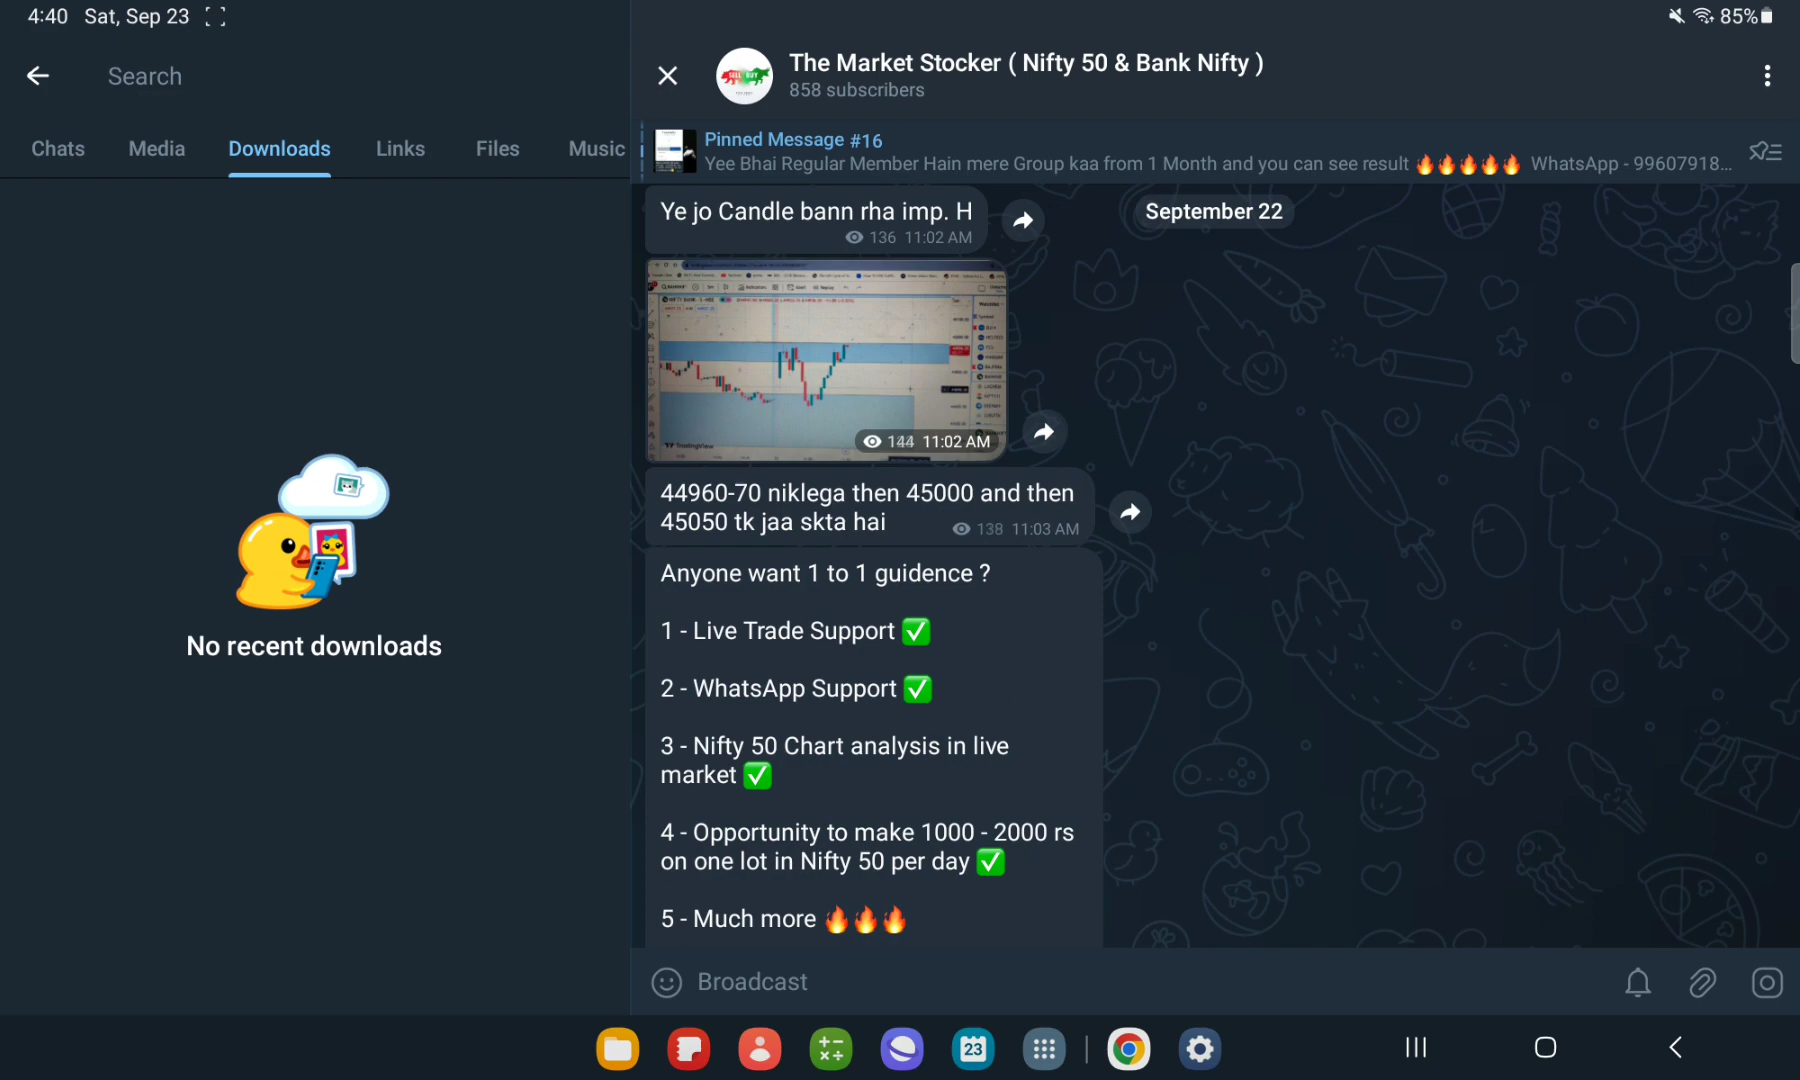 4:40 Sat, Sep 23
85%
Search
Chats Media Downloads Links Files Music
No recent downloads
The Market Stocker ( Nifty 50 & Bank Nifty )
858 subscribers
Pinned Message #16
Yee Bhai Regular Member Hain mere Group kaa from 1 Month and you can see result 🔥🔥🔥🔥🔥 WhatsApp - 99607918...
September 22
Ye jo Candle bann rha imp. H
136 11:02 AM
SELL BUY
TradingView
144 11:02 AM
44960-70 niklega then 45000 and then
45050 tk jaa skta hai
138 11:03 AM
Anyone want 1 to 1 guidence ?
1 - Live Trade Support ✅
2 - WhatsApp Support ✅
3 - Nifty 50 Chart analysis in live
market ✅
4 - Opportunity to make 1000 - 2000 rs
on one lot in Nifty 50 per day ✅
5 - Much more 🔥🔥🔥
Broadcast
23